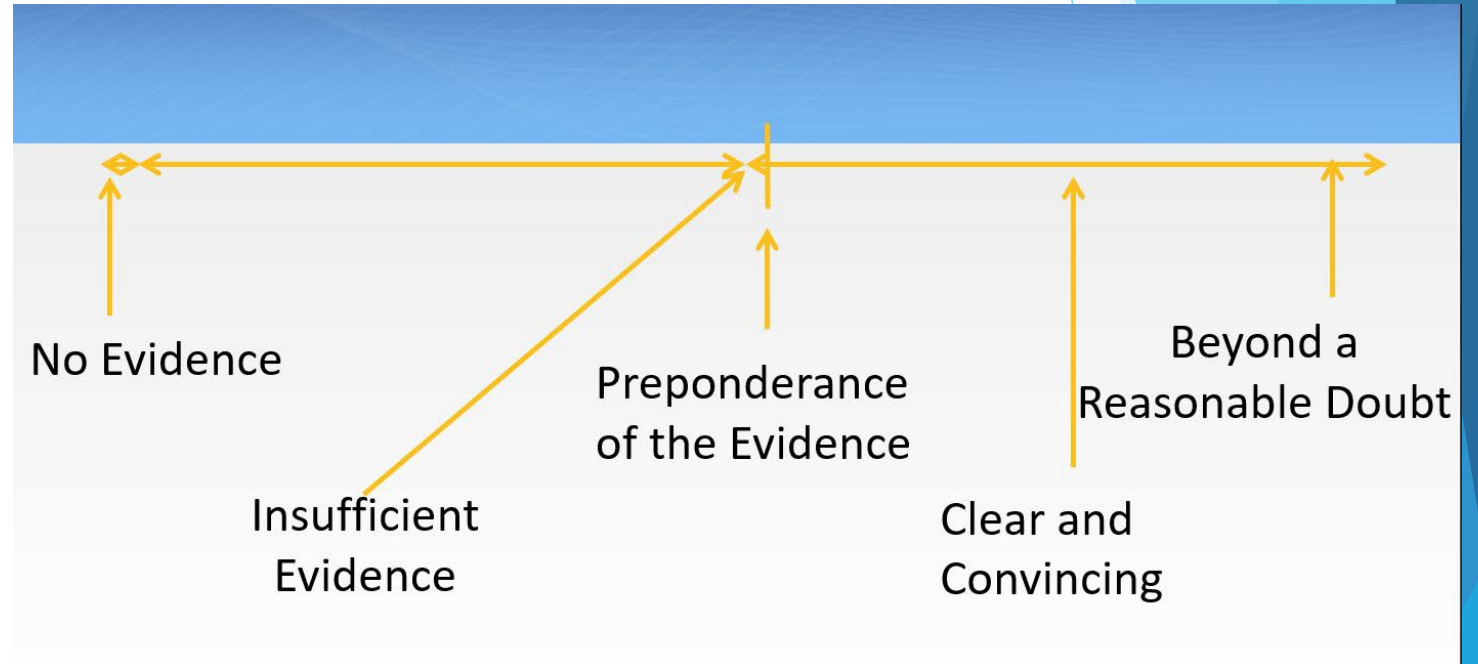 No Evidence
Insufficient
Evidence
Preponderance
of the Evidence
Clear and
Convincing
Beyond a
Reasonable Doubt